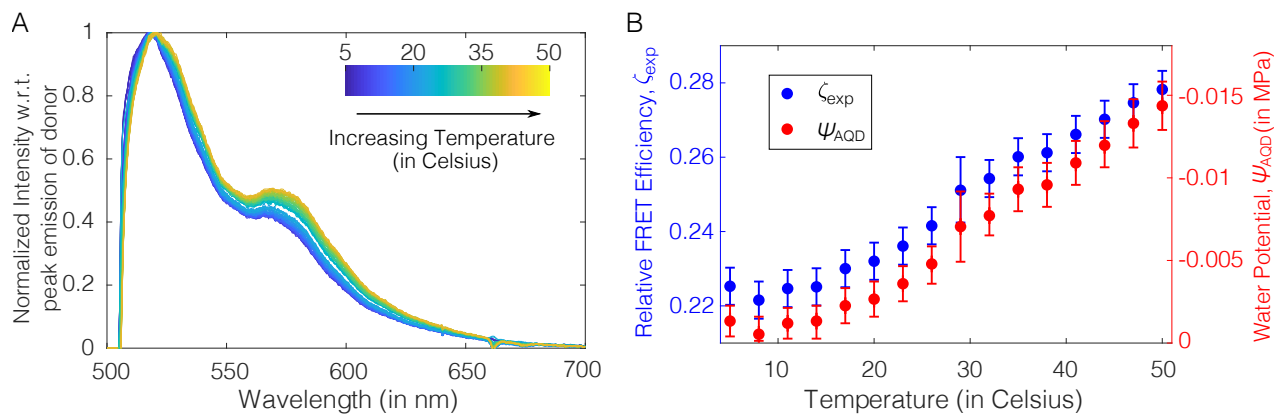 A
Normalized Intensity w.r.t.
peak emission of donor
1
0.8
0.6
0.4
0.2
0
500
550
600
650
700
Wavelength (in nm)
5
20
35
50
Increasing Temperature
(in Celsius)
B
Relative FRET Efficiency, ζexp
0.28
0.26
0.24
0.22
ζexp
ΨAQD
10
20
30
40
50
Temperature (in Celsius)
-0.015
-0.010
-0.005
0
Water Potential, ΨAQD (in MPa)